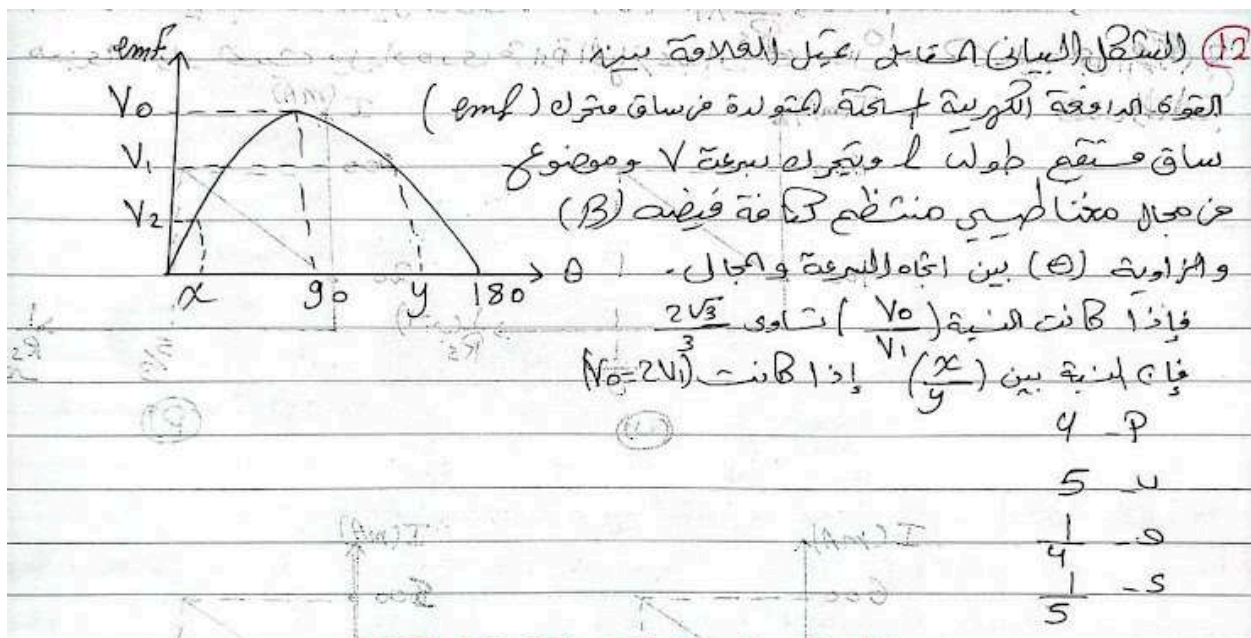 12 الشكل البياني المقابل يمثل العلاقة بين
القوة الدافعة الكهربية المستحثة المتولدة في ساق متحرك (emf)
ساق مستقيم طوله L ويتحرك بسرعة V وموضوع
في مجال مغناطيسي منتظم كثافة فيضه (B)
والزاوية (θ) بين اتجاه السرعة والمجال.
فإذا كانت النسبة (V0/V1) تساوى 2√3/3
فإن النسبة بين (x/y) إذا كانت (V0=2V1)
emf
V0
V1
V2
x 90 y 180 θ
أ- 4
ب- 5
ج- 1/4
د- 1/5